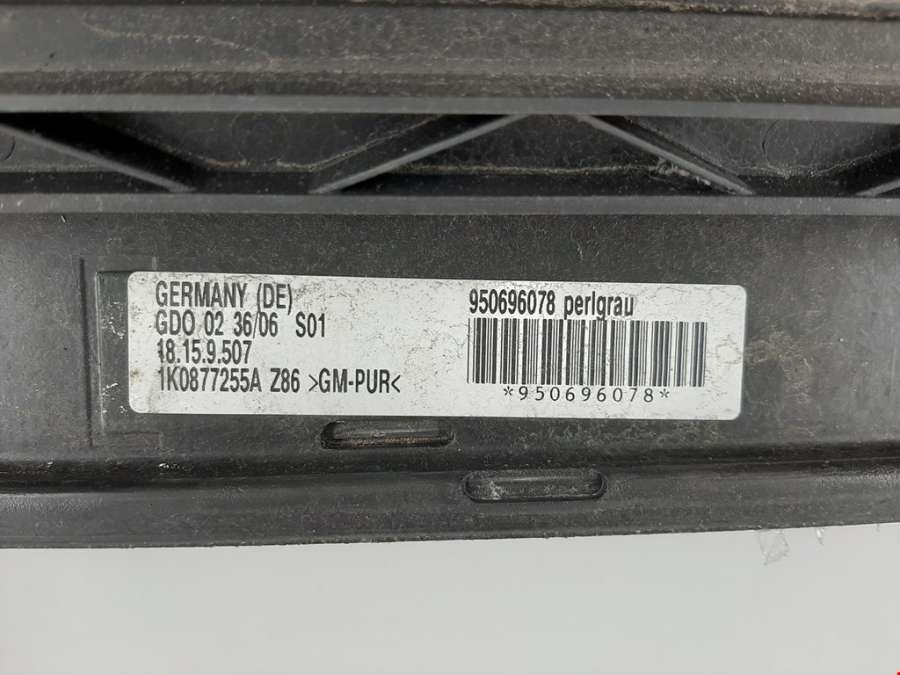 GERMANY (DE)
GDO 02 36/06 S01
18.15.9.507
1K0877255A Z86 >GM-PUR<
950696078 perlgrau
*950696078*